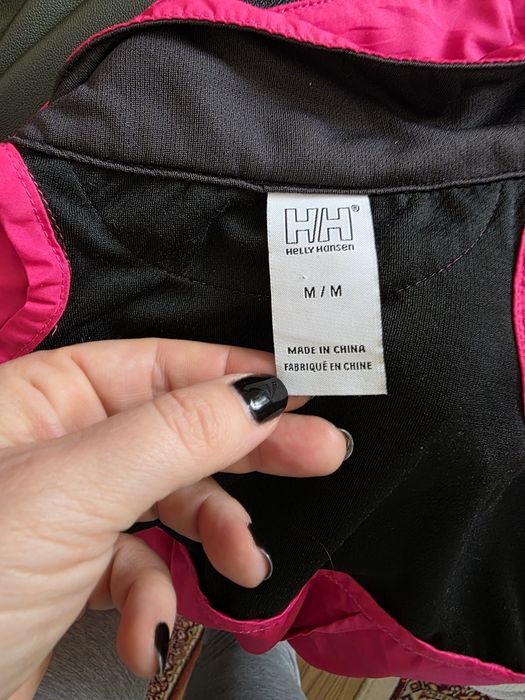 HH®
HELLY HANSEN
M / M
MADE IN CHINA
FABRIQUÉ EN CHINE